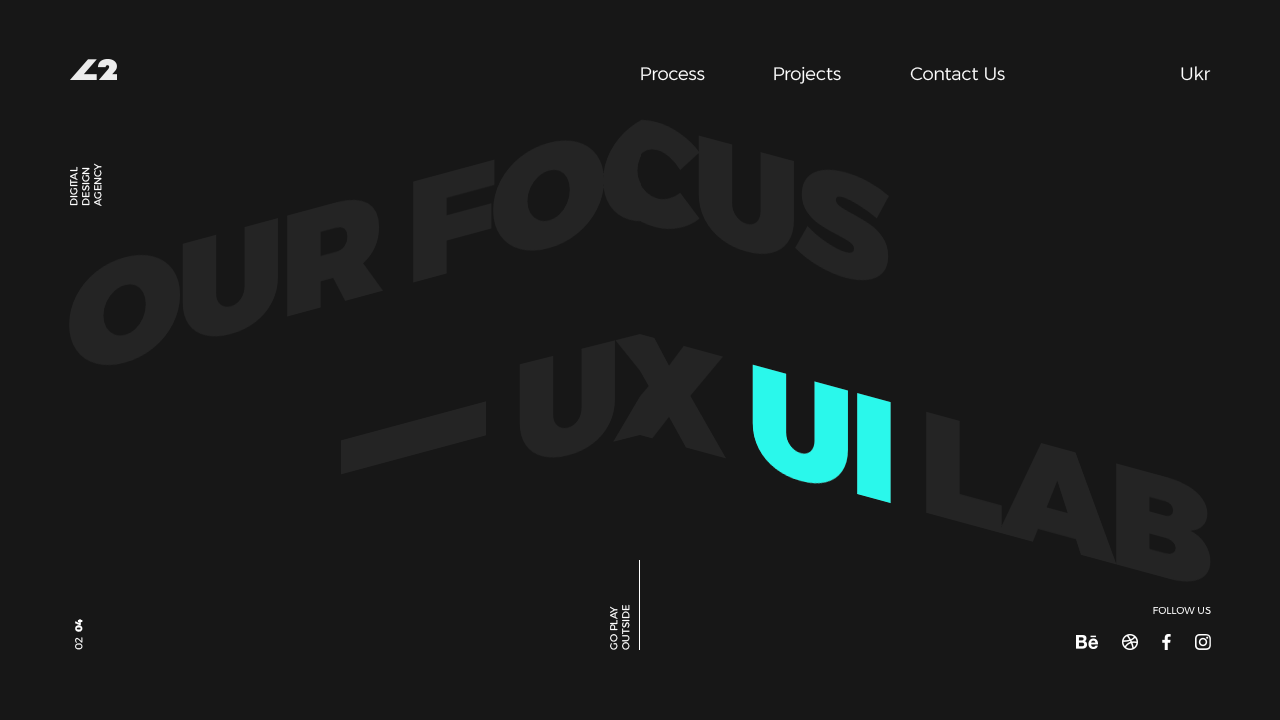 Process
Projects
Contact Us
Ukr
DIGITAL
DESIGN
AGENCY
OUR FOCUS
— UX UI LAB
02 04
GO PLAY
OUTSIDE
FOLLOW US
Bē